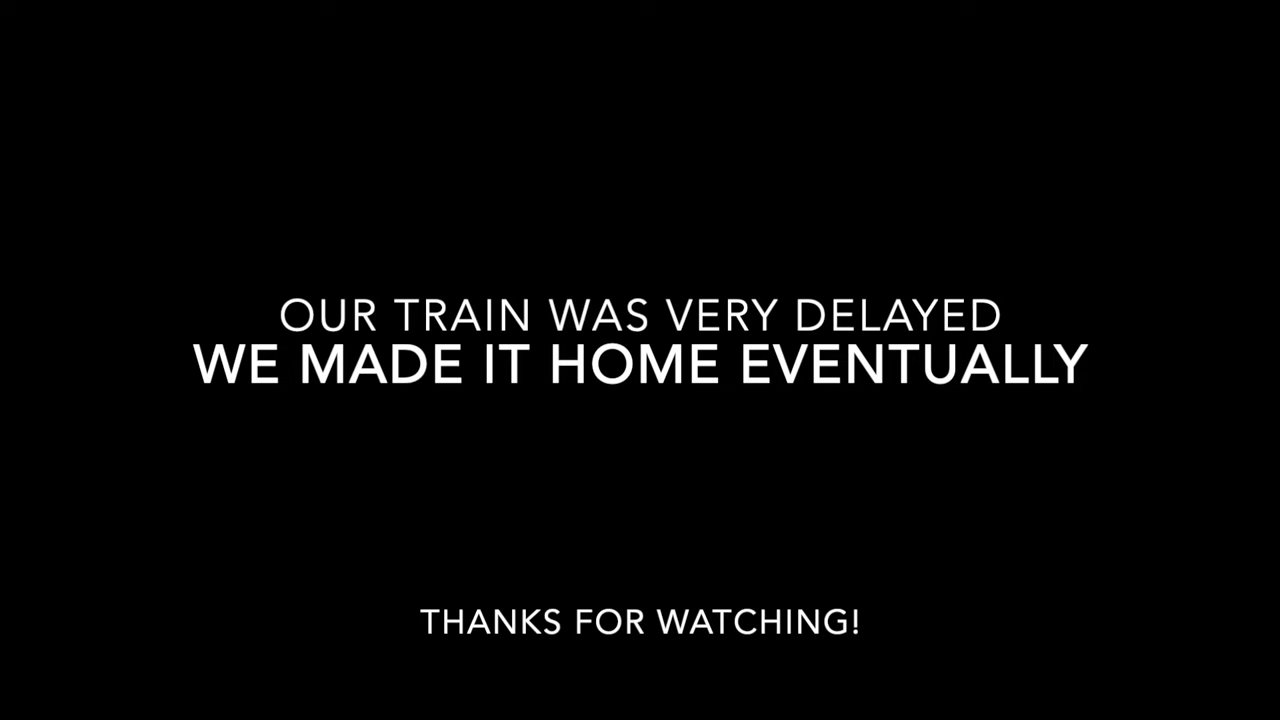 OUR TRAIN WAS VERY DELAYED
WE MADE IT HOME EVENTUALLY
THANKS FOR WATCHING!